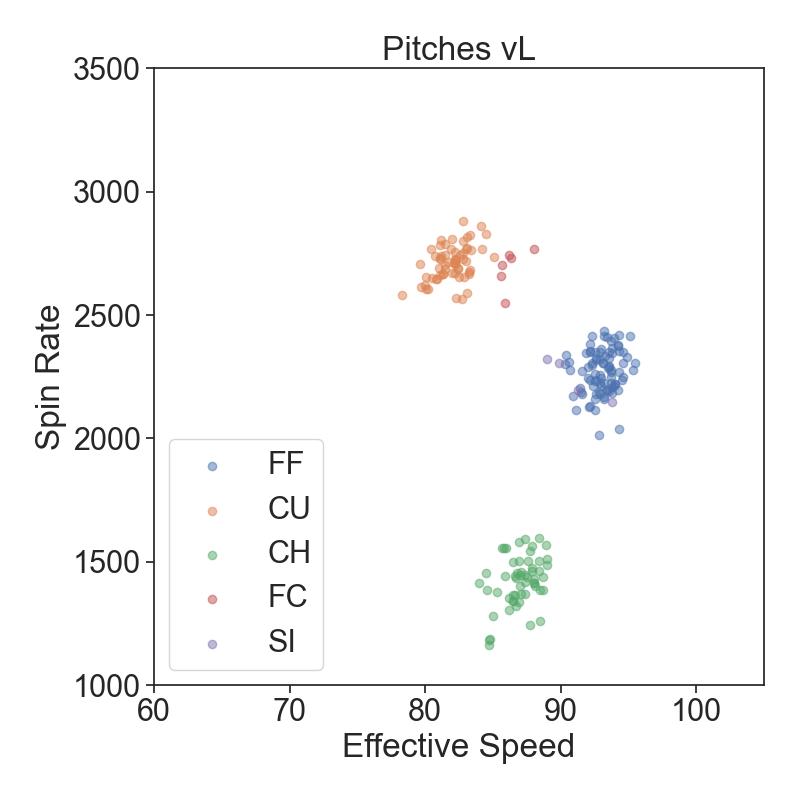 Pitches vL
3500
3000
2500
2000
1500
1000
Spin Rate
FF
CU
CH
FC
SI
60 70 80 90 100
Effective Speed